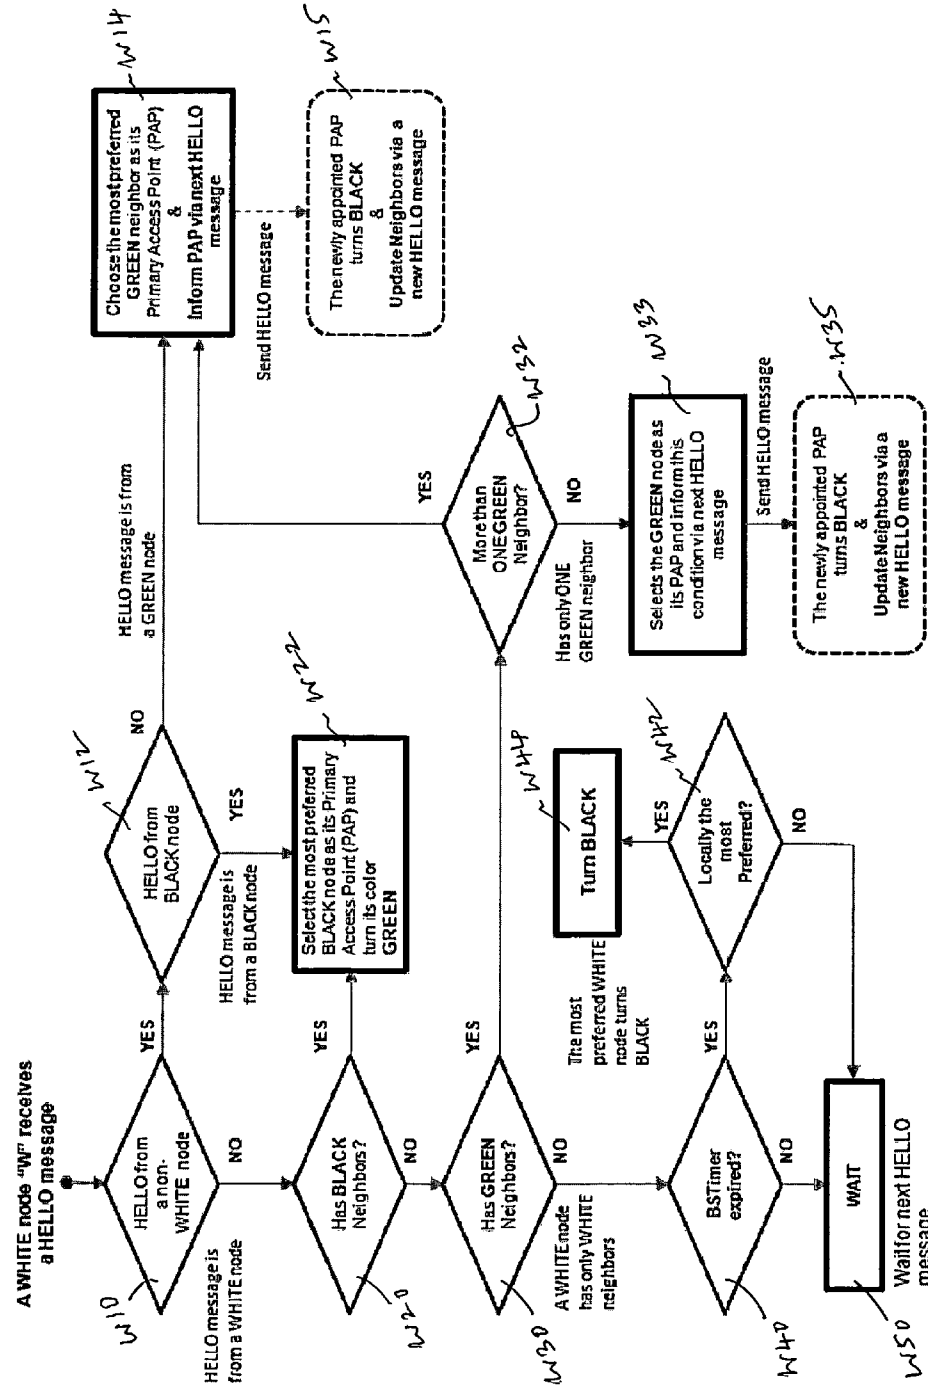 A WHITE node "W" receives
a HELLO message
W10
HELLO from
a non-
WHITE node
YES
NO
HELLO message is
from a WHITE node
W12
HELLO from
BLACK node
NO
YES
HELLO message is from
a GREEN node
HELLO message is
from a BLACK node
W14
Choose the most preferred
GREEN neighbor as its
Primary Access Point (PAP)
&
Inform PAP via next HELLO
message
Send HELLO message
W15
The newly appointed PAP
turns BLACK
&
Update Neighbors via a
new HELLO message
W20
Has BLACK
Neighbors?
YES
NO
W22
Select the most preferred
BLACK node as its Primary
Access Point (PAP) and
turn its color
GREEN
W30
Has GREEN
Neighbors?
YES
NO
A WHITE node
has only WHITE
neighbors
W32
More than
ONE GREEN
Neighbor?
YES
NO
Has only ONE
GREEN neighbor
W33
Selects the GREEN node as
its PAP and inform this
condition via next HELLO
message
Send HELLO message
W35
The newly appointed PAP
turns BLACK
&
Update Neighbors via a
new HELLO message
W40
BSTimer
expired?
YES
NO
W42
Locally the
most
Preferred?
YES
NO
W44
Turn BLACK
The most
preferred WHITE
node turns
BLACK
W50
WAIT
Wait for next HELLO
message